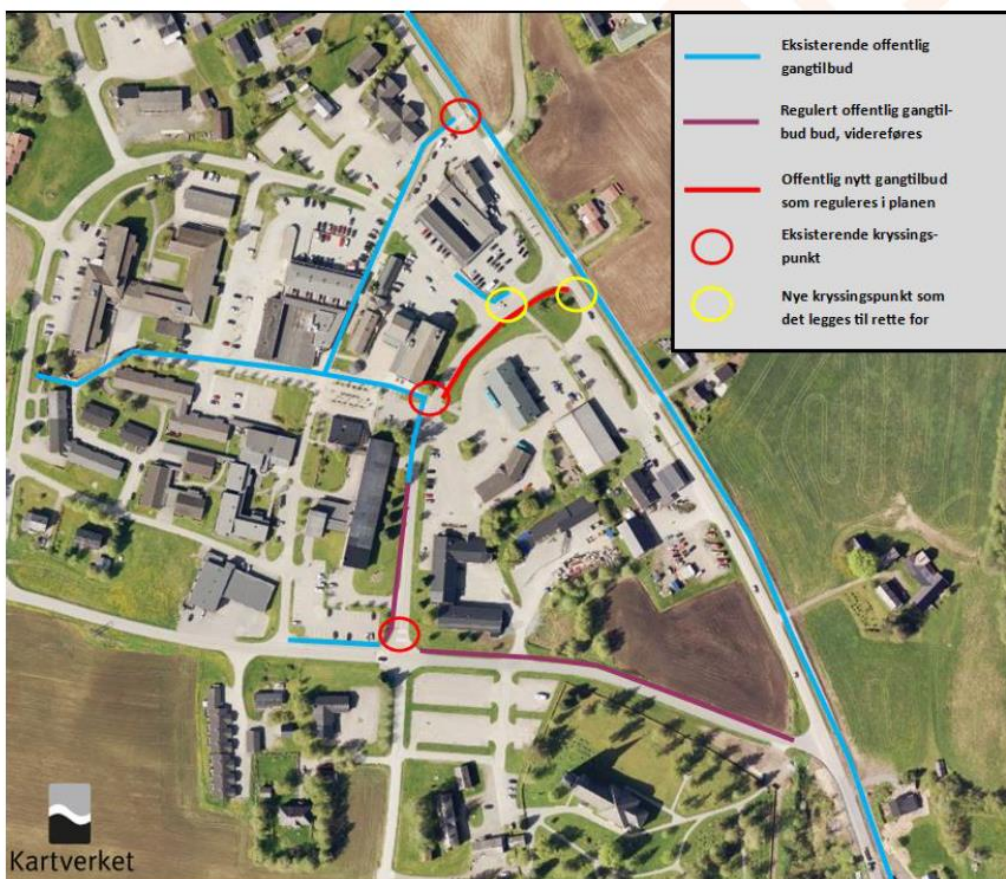 Eksisterende offentlig
gangtilbud
Regulert offentlig gangtil-
bud bud, videreføres
Offentlig nytt gangtilbud
som reguleres i planen
Eksisterende kryssings-
punkt
Nye kryssingspunkt som
det legges til rette for
Kartverket